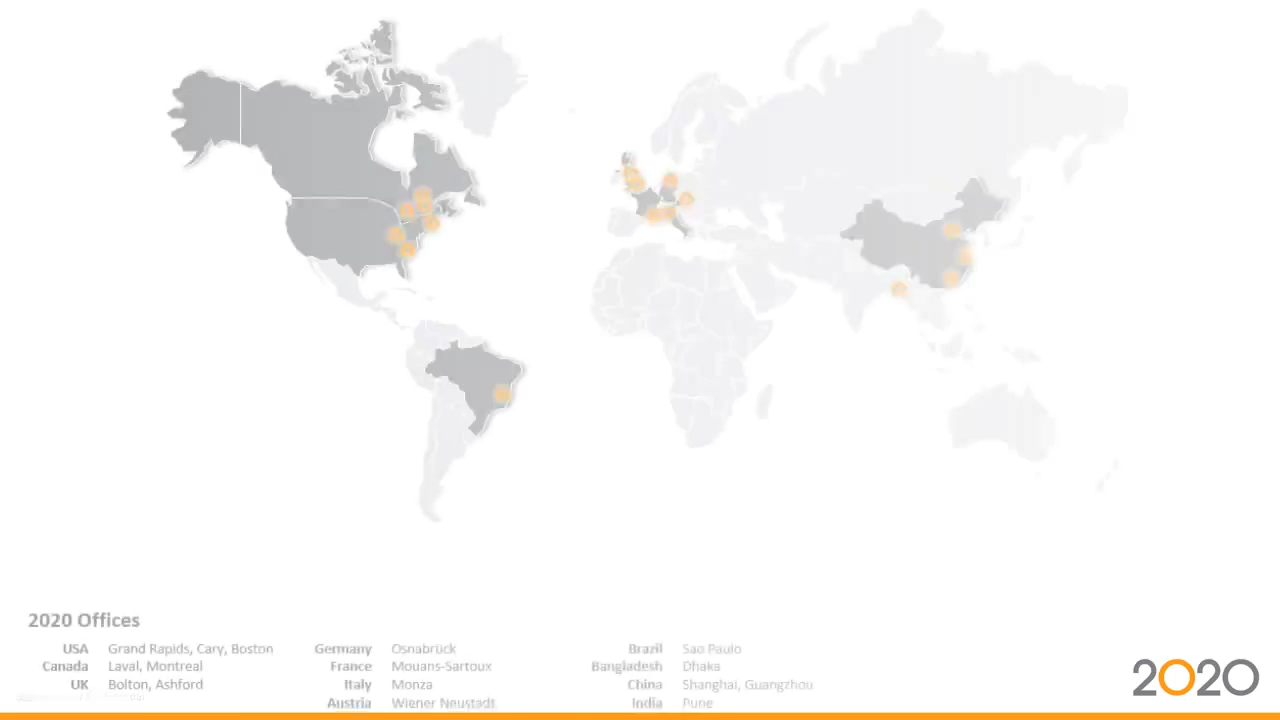 2020 Offices
USA Grand Rapids, Cary, Boston
Canada Laval, Montreal
UK Bolton, Ashford
Germany Osnabrück
France Mouans-Sartoux
Italy Monza
Austria Wiener Neustadt
Brazil Sao Paulo
Bangladesh Dhaka
China Shanghai, Guangzhou
India Pune
2020